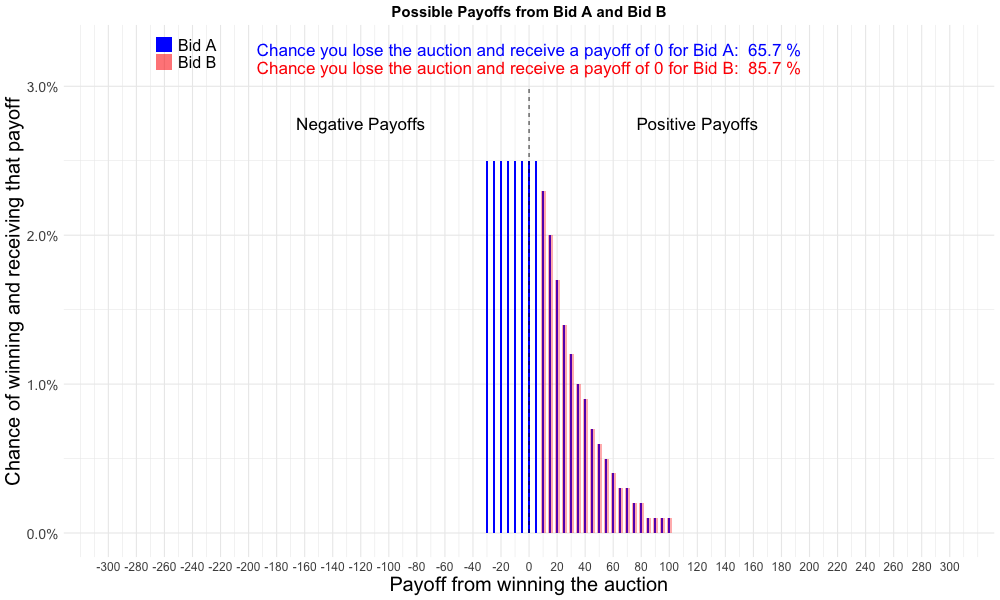 Possible Payoffs from Bid A and Bid B
Bid A
Bid B
Chance you lose the auction and receive a payoff of 0 for Bid A: 65.7 %
Chance you lose the auction and receive a payoff of 0 for Bid B: 85.7 %
Negative Payoffs
Positive Payoffs
Chance of winning and receiving that payoff
3.0%
2.0%
1.0%
0.0%
-300 -280 -260 -240 -220 -200 -180 -160 -140 -120 -100 -80 -60 -40 -20 0 20 40 60 80 100 120 140 160 180 200 220 240 260 280 300
Payoff from winning the auction